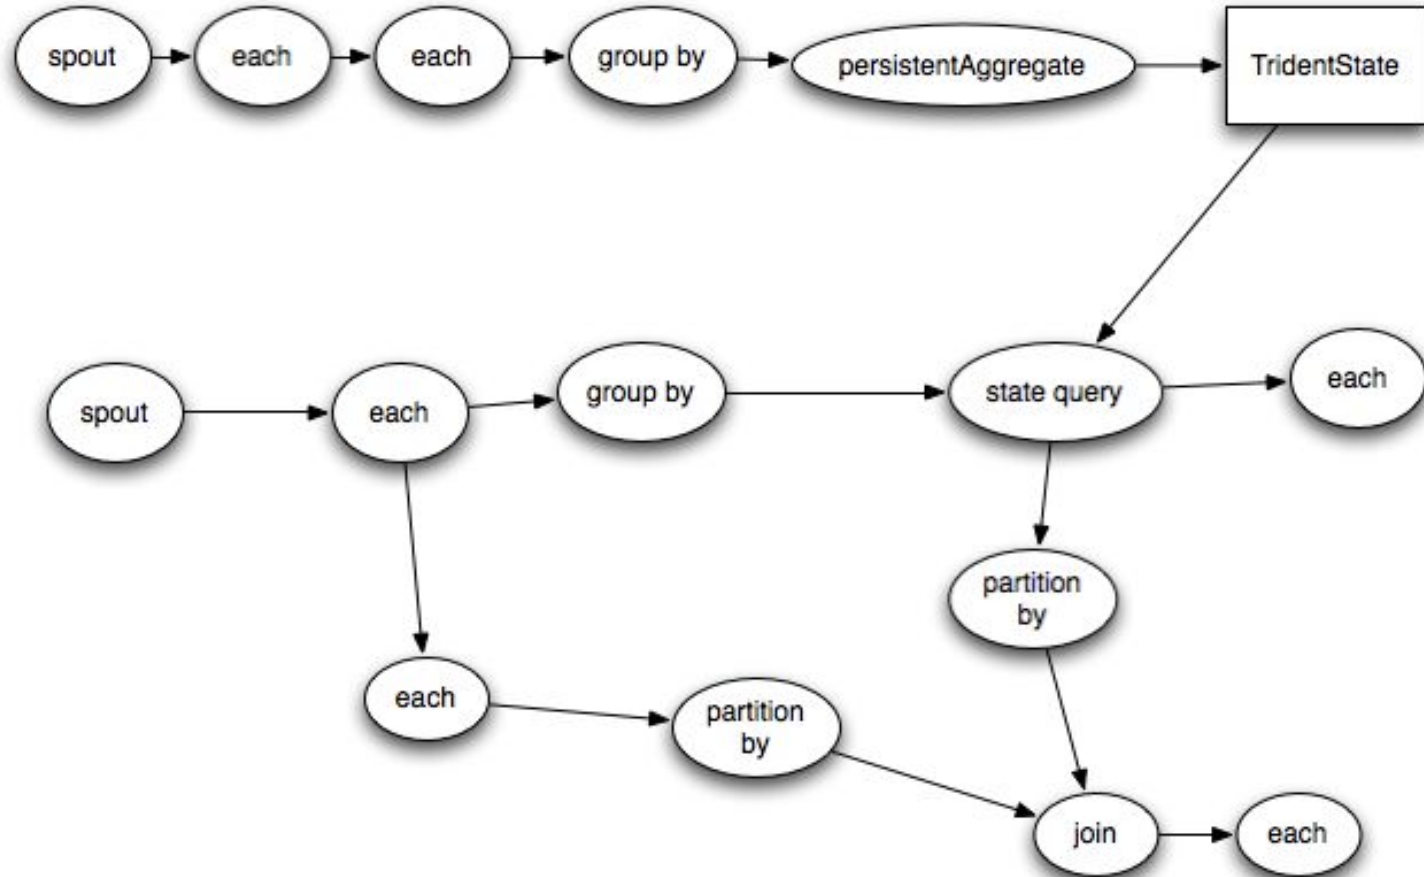 spout
each
each
group by
persistentAggregate
TridentState
spout
each
group by
state query
each
partition
by
each
partition
by
join
each